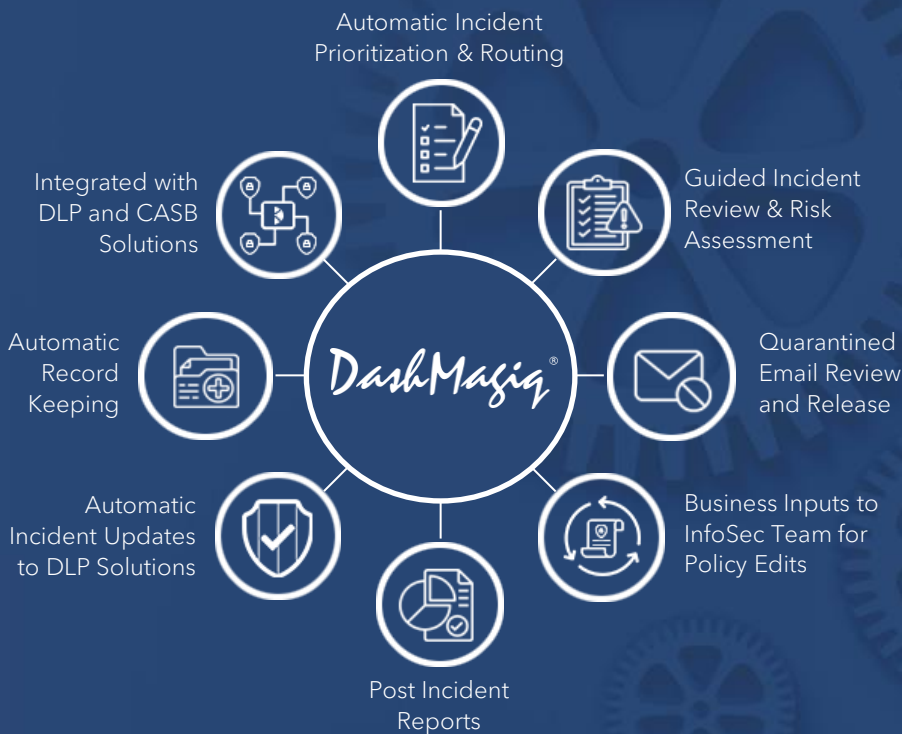 Automatic Incident
Prioritization & Routing
Guided Incident
Review & Risk
Assessment
Quarantined
Email Review
and Release
Business Inputs to
InfoSec Team for
Policy Edits
Post Incident
Reports
Automatic
Incident Updates
to DLP Solutions
Automatic
Record
Keeping
Integrated with
DLP and CASB
Solutions
DashMagiq®